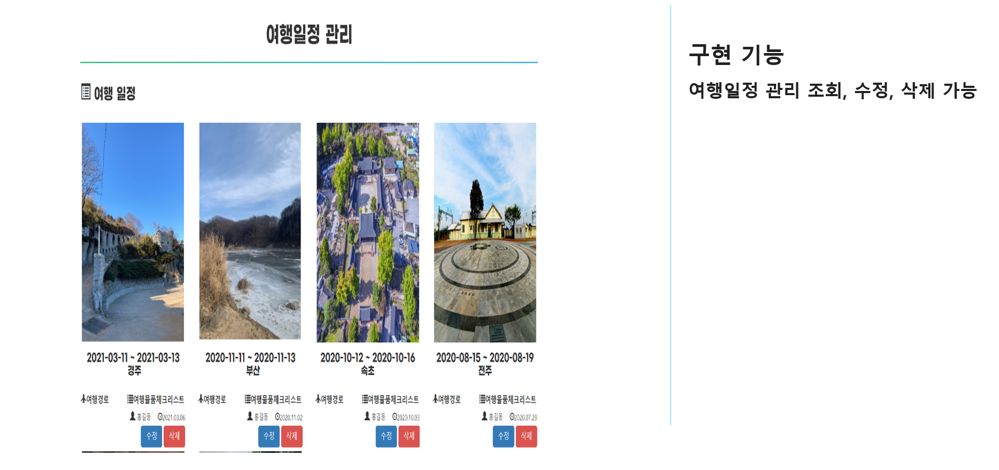 여행일정 관리
여행 일정
2021-03-11 ~ 2021-03-13
경주
여행경로 여행물품체크리스트
홍길동 2021.03.06
수정 삭제
2020-11-11 ~ 2020-11-13
부산
여행경로 여행물품체크리스트
홍길동 2020.11.02
수정 삭제
2020-10-12 ~ 2020-10-16
속초
여행경로 여행물품체크리스트
홍길동 2020.10.03
수정 삭제
2020-08-15 ~ 2020-08-19
전주
여행경로 여행물품체크리스트
홍길동 2020.07.29
수정 삭제
구현 기능
여행일정 관리 조회, 수정, 삭제 가능